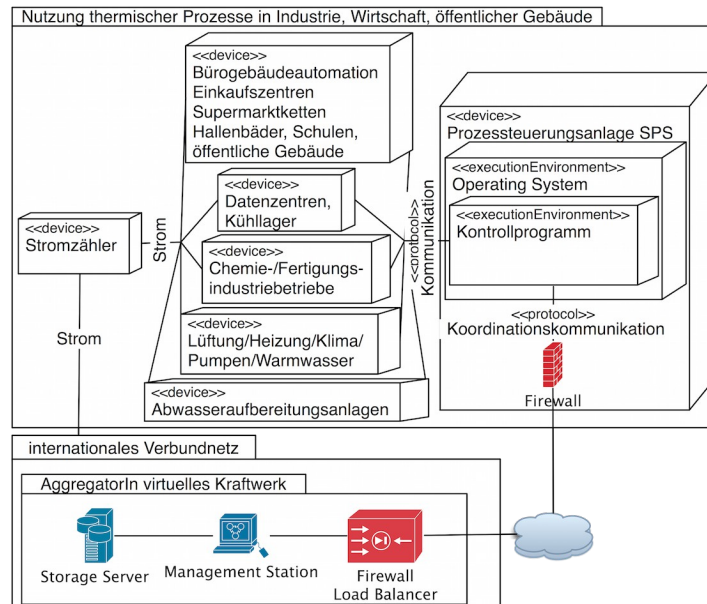 Nutzung thermischer Prozesse in Industrie, Wirtschaft, öffentlicher Gebäude
<<device>>
Bürogebäudeautomation
Einkaufszentren
Supermarktketten
Hallenbäder, Schulen,
öffentliche Gebäude
<<device>>
Prozessteuerungsanlage SPS
<<executionEnvironment>>
Operating System
<<executionEnvironment>>
Kontrollprogramm
<<device>>
Datenzentren,
Kühllager
<<device>>
Stromzähler
Strom
<<device>>
Chemie-/Fertigungs-
industriebetriebe
<<protocol>>
Kommunikation
<<device>>
Lüftung/Heizung/Klima/
Pumpen/Warmwasser
<<protocol>>
Koordinationskommunikation
Strom
<<device>>
Abwasseraufbereitungsanlagen
Firewall
internationales Verbundnetz
AggregatorIn virtuelles Kraftwerk
Storage Server
Management Station
Firewall
Load Balancer